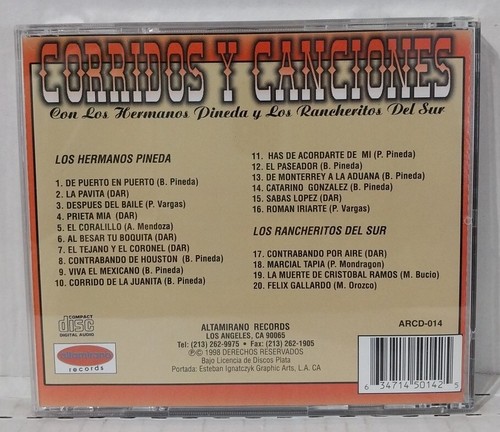 CORRIDOS Y CANCIONES
Con Los Hermanos Pineda y Los Rancheritos Del Sur
LOS HERMANOS PINEDA
1. DE PUERTO EN PUERTO (B. Pineda)
2. LA PAVITA (DAR)
3. DESPUES DEL BAILE (P. Vargas)
4. PRIETA MIA (DAR)
5. EL CORALILLO (A. Mendoza)
6. AL BESAR TU BOQUITA (DAR)
7. EL TEJANO Y EL CORONEL (DAR)
8. CONTRABANDO DE HOUSTON (B. Pineda)
9. VIVA EL MEXICANO (B. Pineda)
10. CORRIDO DE LA JUANITA (B. Pineda)
11. HAS DE ACORDARTE DE MI (P. Pineda)
12. EL PASEADOR (B. Pineda)
13. DE MONTERREY A LA ADUANA (B. Pineda)
14. CATARINO GONZALEZ (B. Pineda)
15. SABAS LOPEZ (DAR)
16. ROMAN IRIARTE (P. Vargas)
LOS RANCHERITOS DEL SUR
17. CONTRABANDO POR AIRE (DAR)
18. MARCIAL TAPIA (P. Mondragon)
19. LA MUERTE DE CRISTOBAL RAMOS (M. Bucio)
20. FELIX GALLARDO (M. Orozco)
COMPACT
disc
DIGITAL AUDIO
records
ALTAMIRANO RECORDS
LOS ANGELES, CA 90065
Tel: (213) 262-9975 • Fax: (213) 262-1905
℗© 1998 DERECHOS RESERVADOS
Bajo Licencia de Discos Plata
Portada: Esteban Ignatczyk Graphic Arts, L.A. CA
ARCD-014
6 34714 50142 5